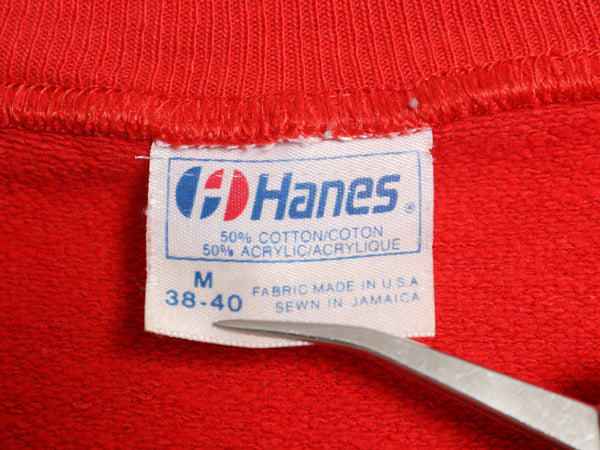 Hanes®
50% COTTON/COTON
50% ACRYLIC/ACRYLIQUE
M
38-40
FABRIC MADE IN U.S.A
SEWN IN JAMAICA